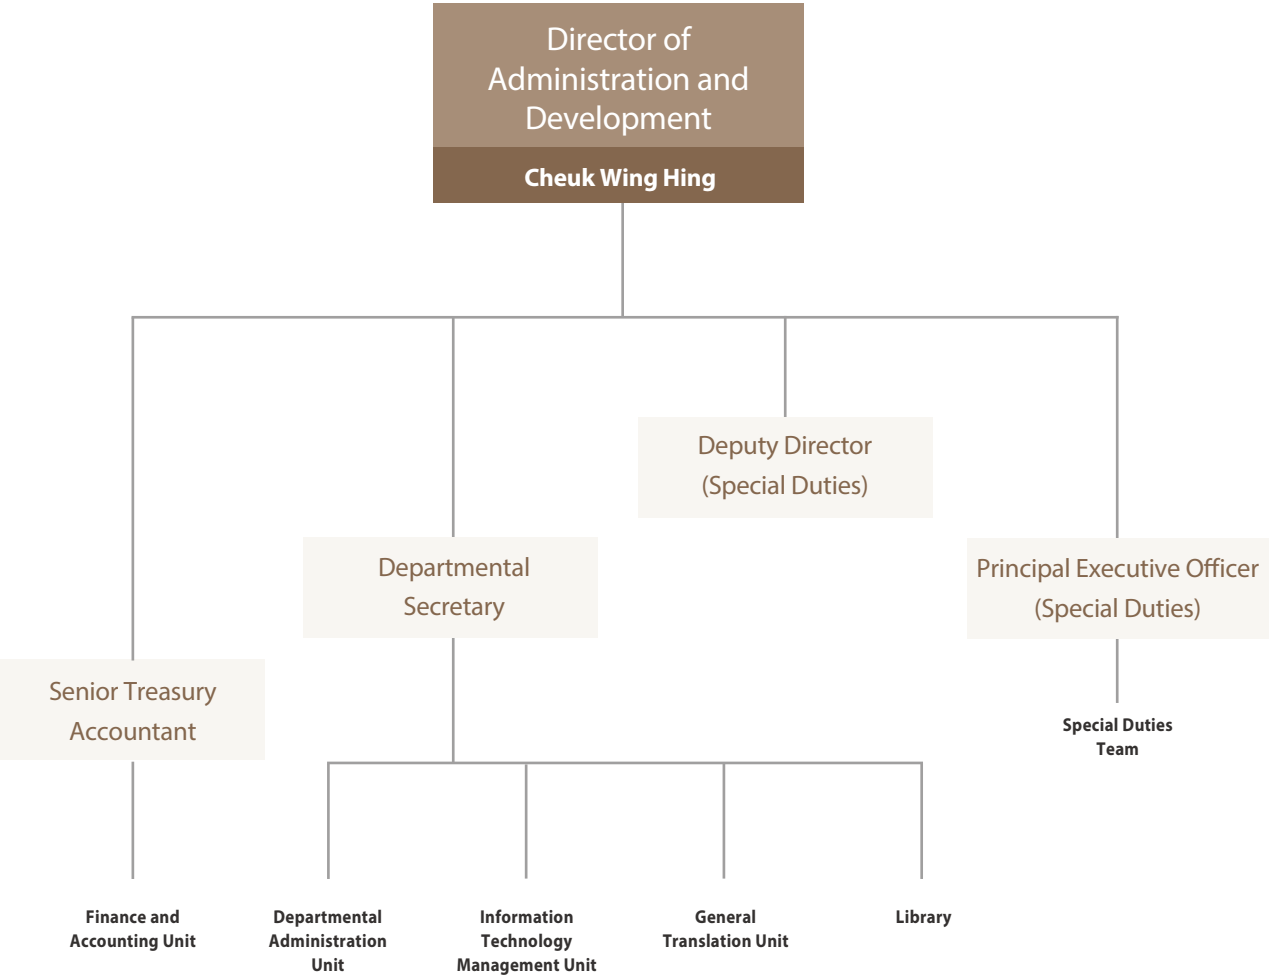 Director of
Administration and
Development
Cheuk Wing Hing
Deputy Director
(Special Duties)
Departmental
Secretary
Principal Executive Officer
(Special Duties)
Senior Treasury
Accountant
Special Duties
Team
Finance and
Accounting Unit
Departmental
Administration
Unit
Information
Technology
Management Unit
General
Translation Unit
Library